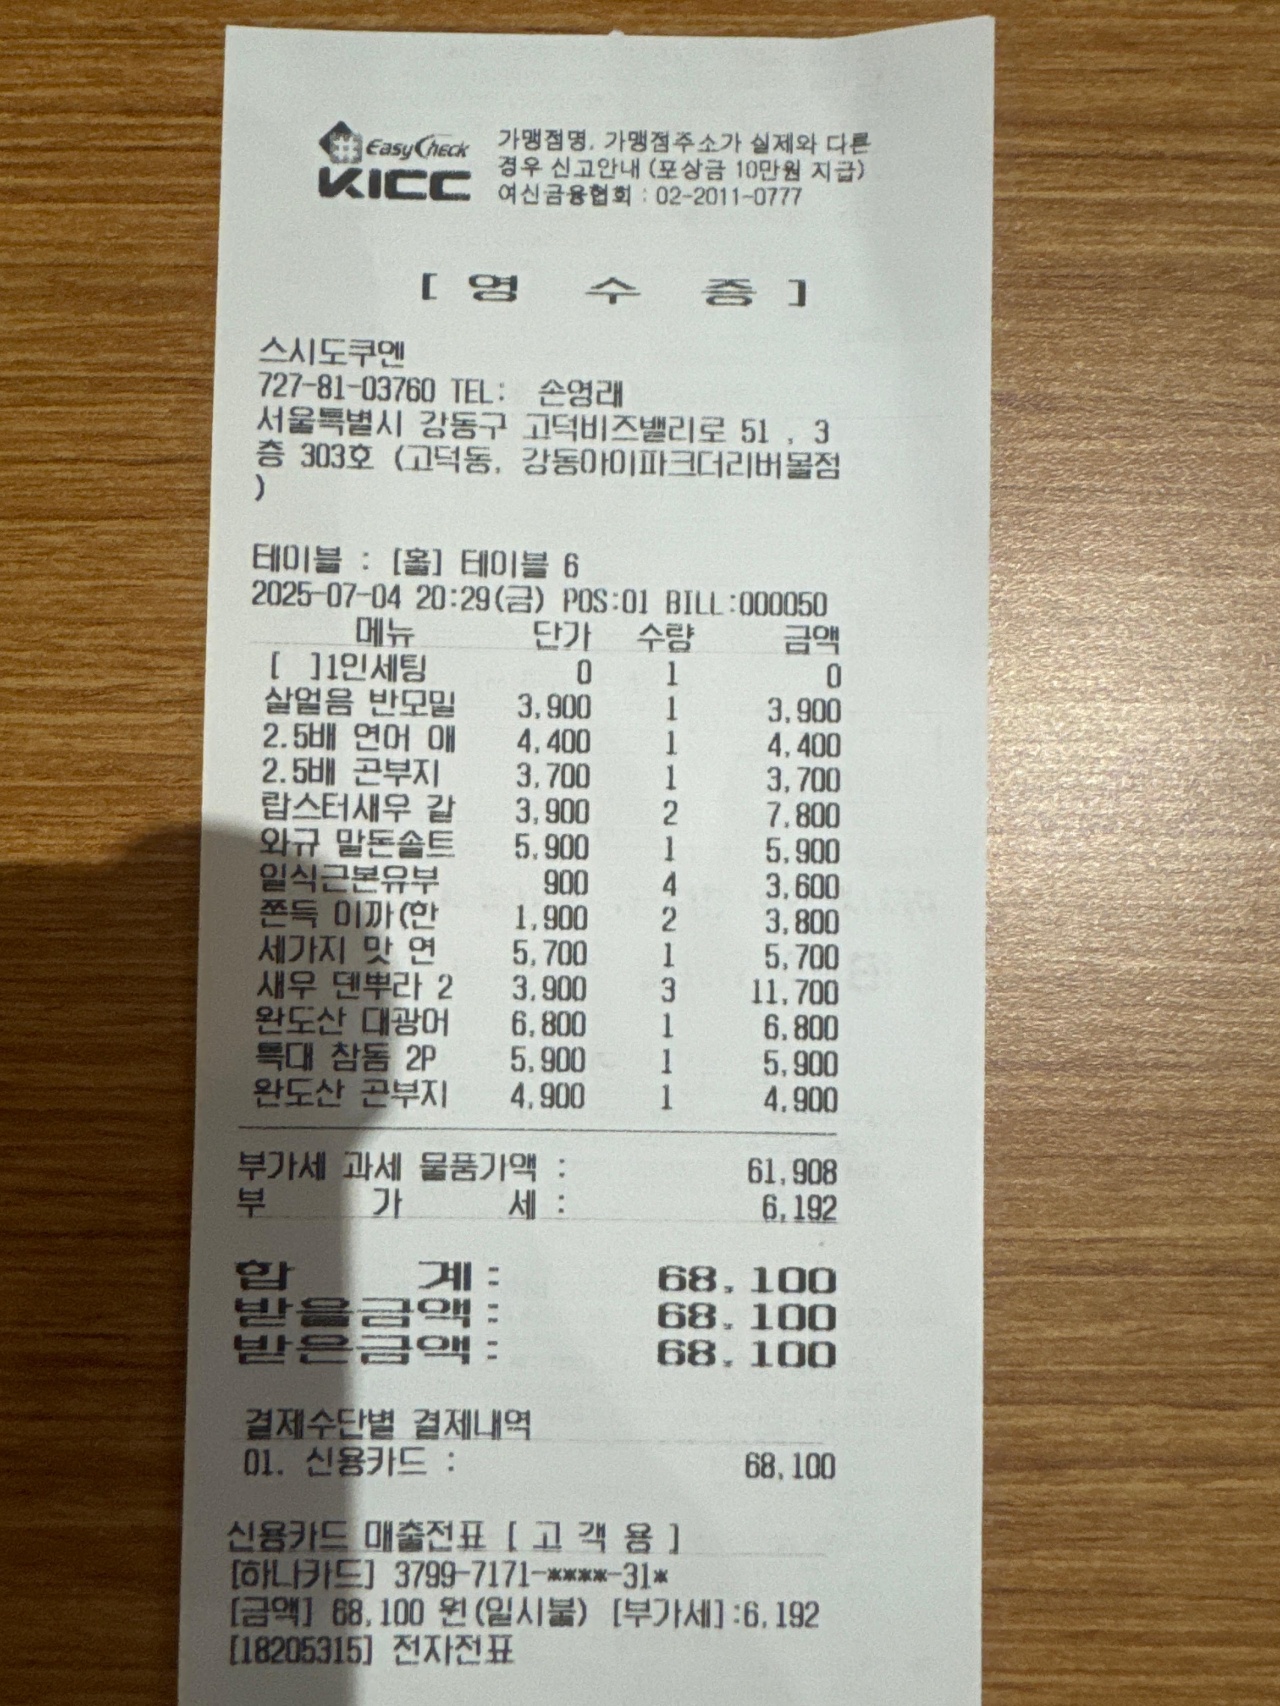 EasyCheck
KICC
가맹점명, 가맹점주소가 실제와 다른
경우 신고안내 (포상금 10만원 지급)
여신금융협회 : 02-2011-0777
[ 영 수 증 ]
스시도쿠엔
727-81-03760 TEL: 손영래
서울특별시 강동구 고덕비즈밸리로 51 , 3
층 303호 (고덕동, 강동아이파크더리버몰점
)
테이블 : [홀] 테이블 6
2025-07-04 20:29(금) POS:01 BILL:000050
메뉴 단가 수량 금액
[ ]1인세팅 0 1 0
살얼음 반모밀 3,900 1 3,900
2.5배 연어 애 4,400 1 4,400
2.5배 곤부지 3,700 1 3,700
랍스터새우 갈 3,900 2 7,800
와규 말돈솔트 5,900 1 5,900
일식근본유부 900 4 3,600
쫀득 이까(한 1,900 2 3,800
세가지 맛 연 5,700 1 5,700
새우 덴뿌라 2 3,900 3 11,700
완도산 대광어 6,800 1 6,800
특대 참돔 2P 5,900 1 5,900
완도산 곤부지 4,900 1 4,900
부가세 과세 물품가액 : 61,908
부 가 세 : 6,192
합 계 : 68,100
받을금액 : 68,100
받은금액 : 68,100
결제수단별 결제내역
01. 신용카드 : 68,100
신용카드 매출전표 [ 고 객 용 ]
[하나카드] 3799-7171-****-31*
[금액] 68,100 원(일시불) [부가세]:6,192
[18205315] 전자전표